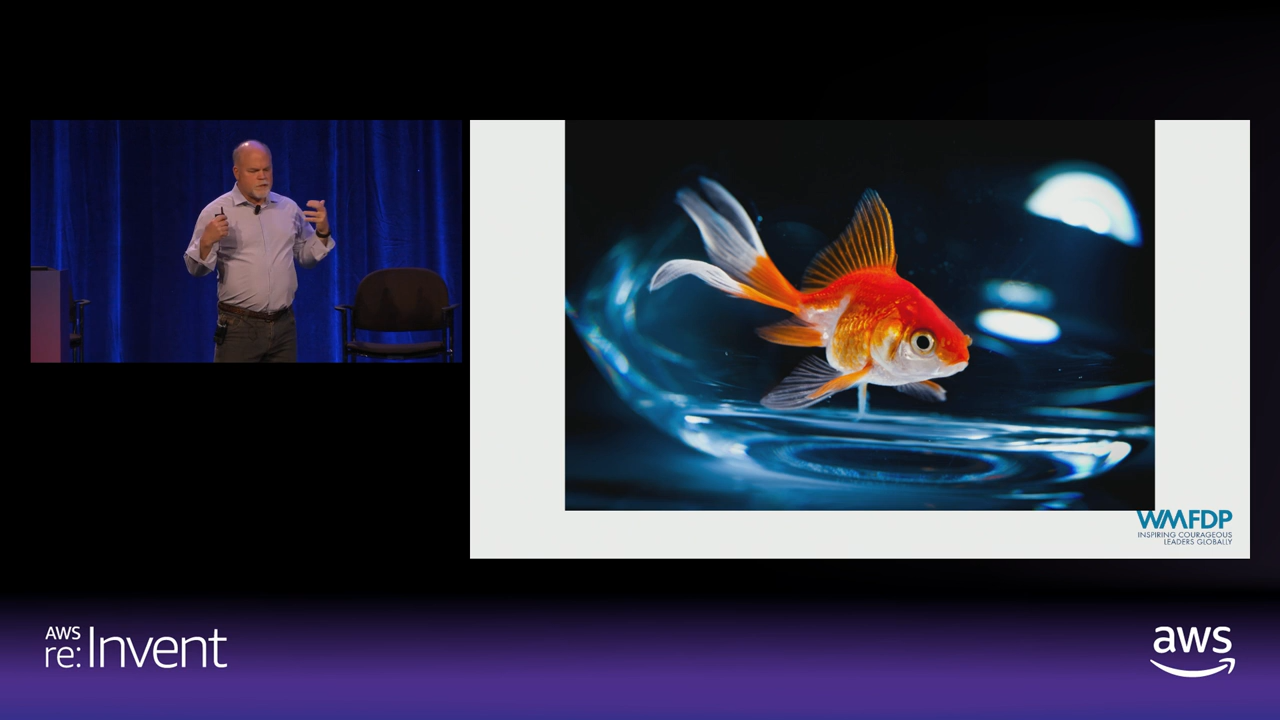 WMFDP
INSPIRING COURAGEOUS
LEADERS GLOBALLY
AWS
re:Invent
aws